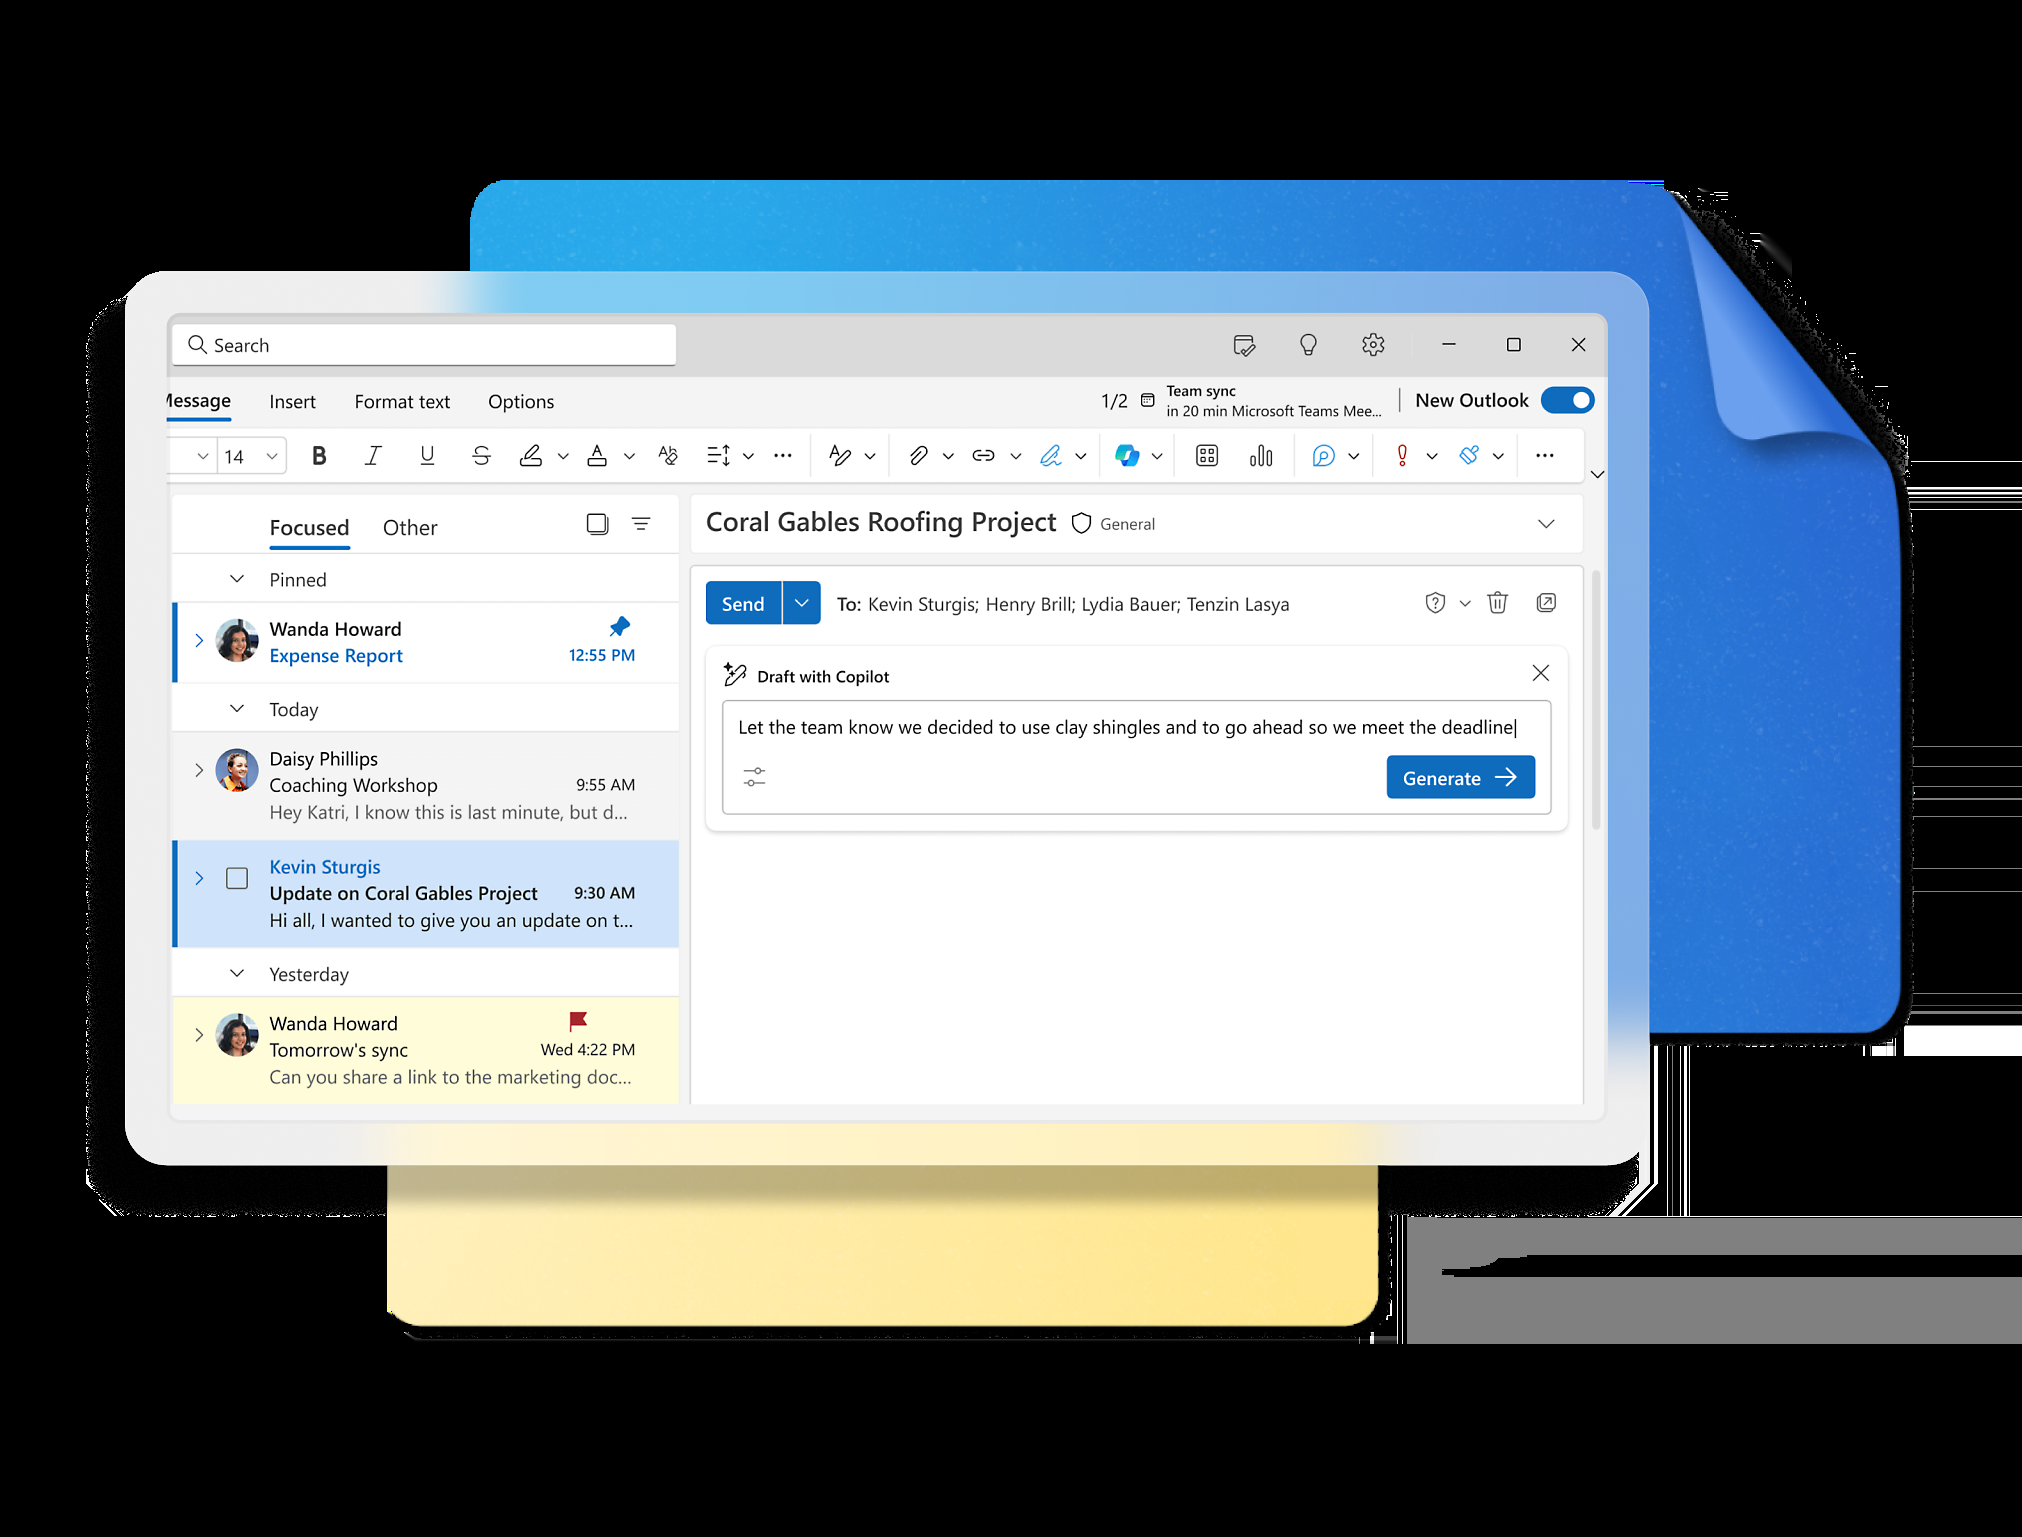 Search
Message Insert Format text Options
1/2 Team sync
in 20 min Microsoft Teams Mee...
New Outlook
14 B I U S A
Focused Other
Pinned
Wanda Howard
Expense Report 12:55 PM
Today
Daisy Phillips
Coaching Workshop 9:55 AM
Hey Katri, I know this is last minute, but d...
Kevin Sturgis
Update on Coral Gables Project 9:30 AM
Hi all, I wanted to give you an update on t...
Yesterday
Wanda Howard
Tomorrow's sync Wed 4:22 PM
Can you share a link to the marketing doc...
Coral Gables Roofing Project General
Send To: Kevin Sturgis; Henry Brill; Lydia Bauer; Tenzin Lasya
Draft with Copilot
Let the team know we decided to use clay shingles and to go ahead so we meet the deadline
Generate